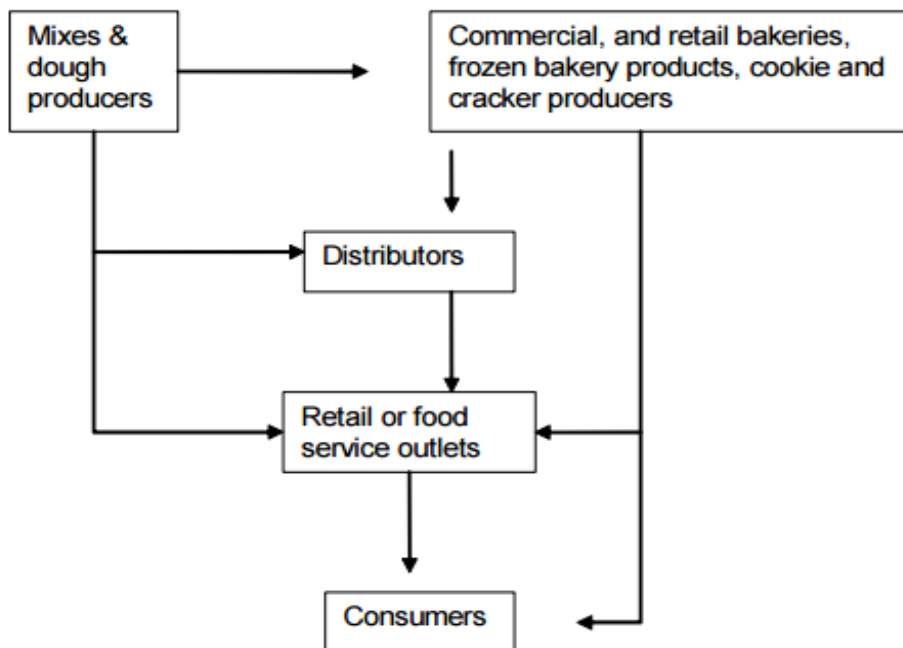 Mixes &
dough
producers
Commercial, and retail bakeries,
frozen bakery products, cookie and
cracker producers
Distributors
Retail or food
service outlets
Consumers